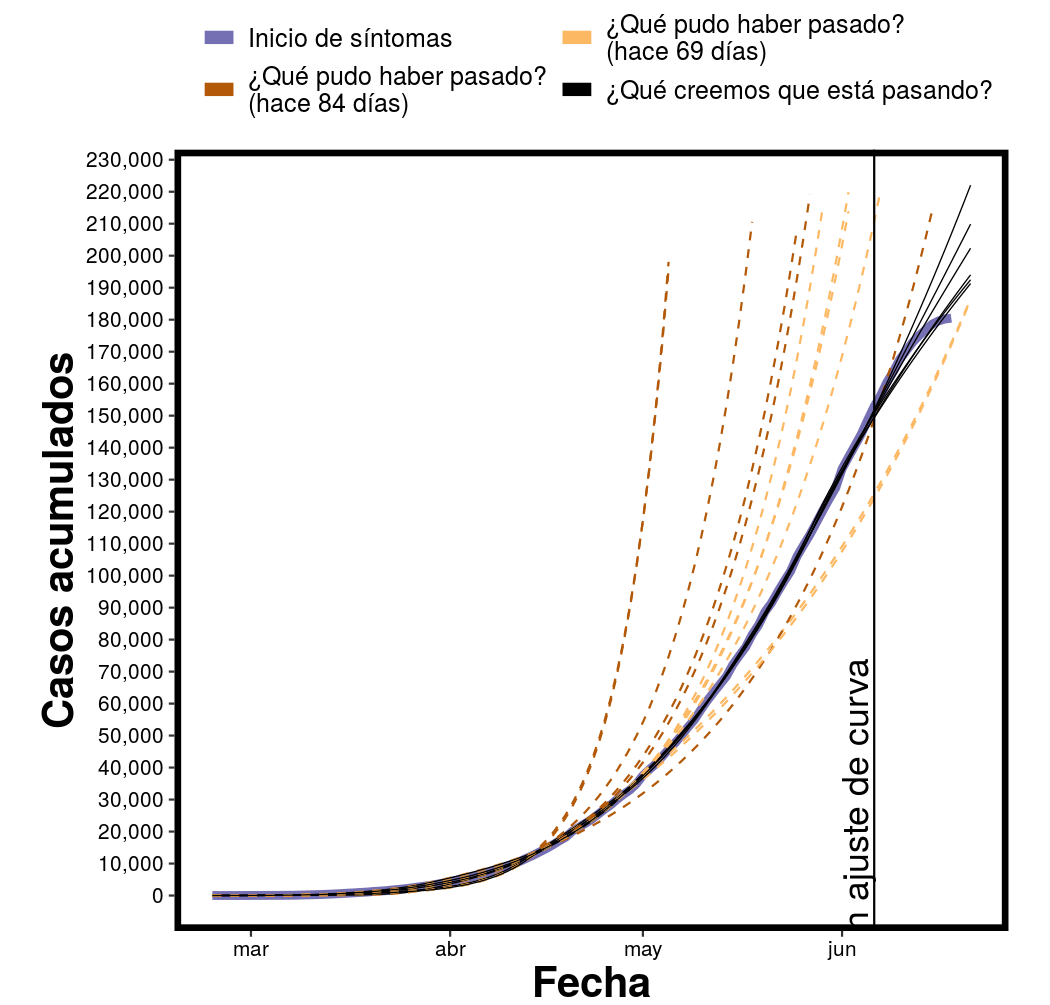 Inicio de síntomas
¿Qué pudo haber pasado?
(hace 84 días)
¿Qué pudo haber pasado?
(hace 69 días)
¿Qué creemos que está pasando?
Casos acumulados
230,000
220,000
210,000
200,000
190,000
180,000
170,000
160,000
150,000
140,000
130,000
120,000
110,000
100,000
90,000
80,000
70,000
60,000
50,000
40,000
30,000
20,000
10,000
0
ajuste de curva
mar
abr
may
jun
Fecha